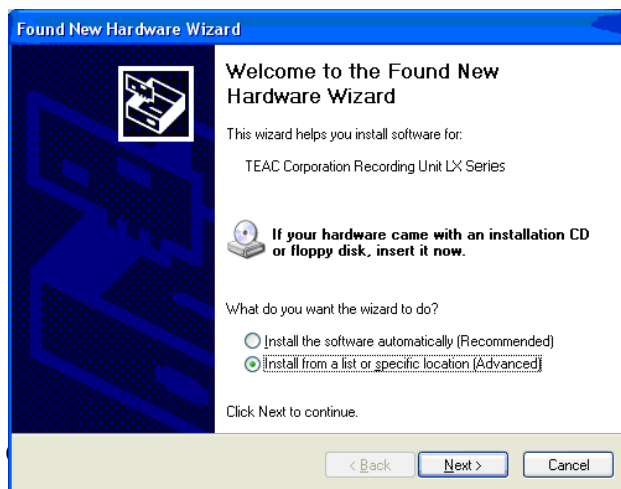 Found New Hardware Wizard
Welcome to the Found New
Hardware Wizard
This wizard helps you install software for:
TEAC Corporation Recording Unit LX Series
If your hardware came with an installation CD
or floppy disk, insert it now.
What do you want the wizard to do?
Install the software automatically (Recommended)
Install from a list or specific location (Advanced)
Click Next to continue.
< Back Next > Cancel